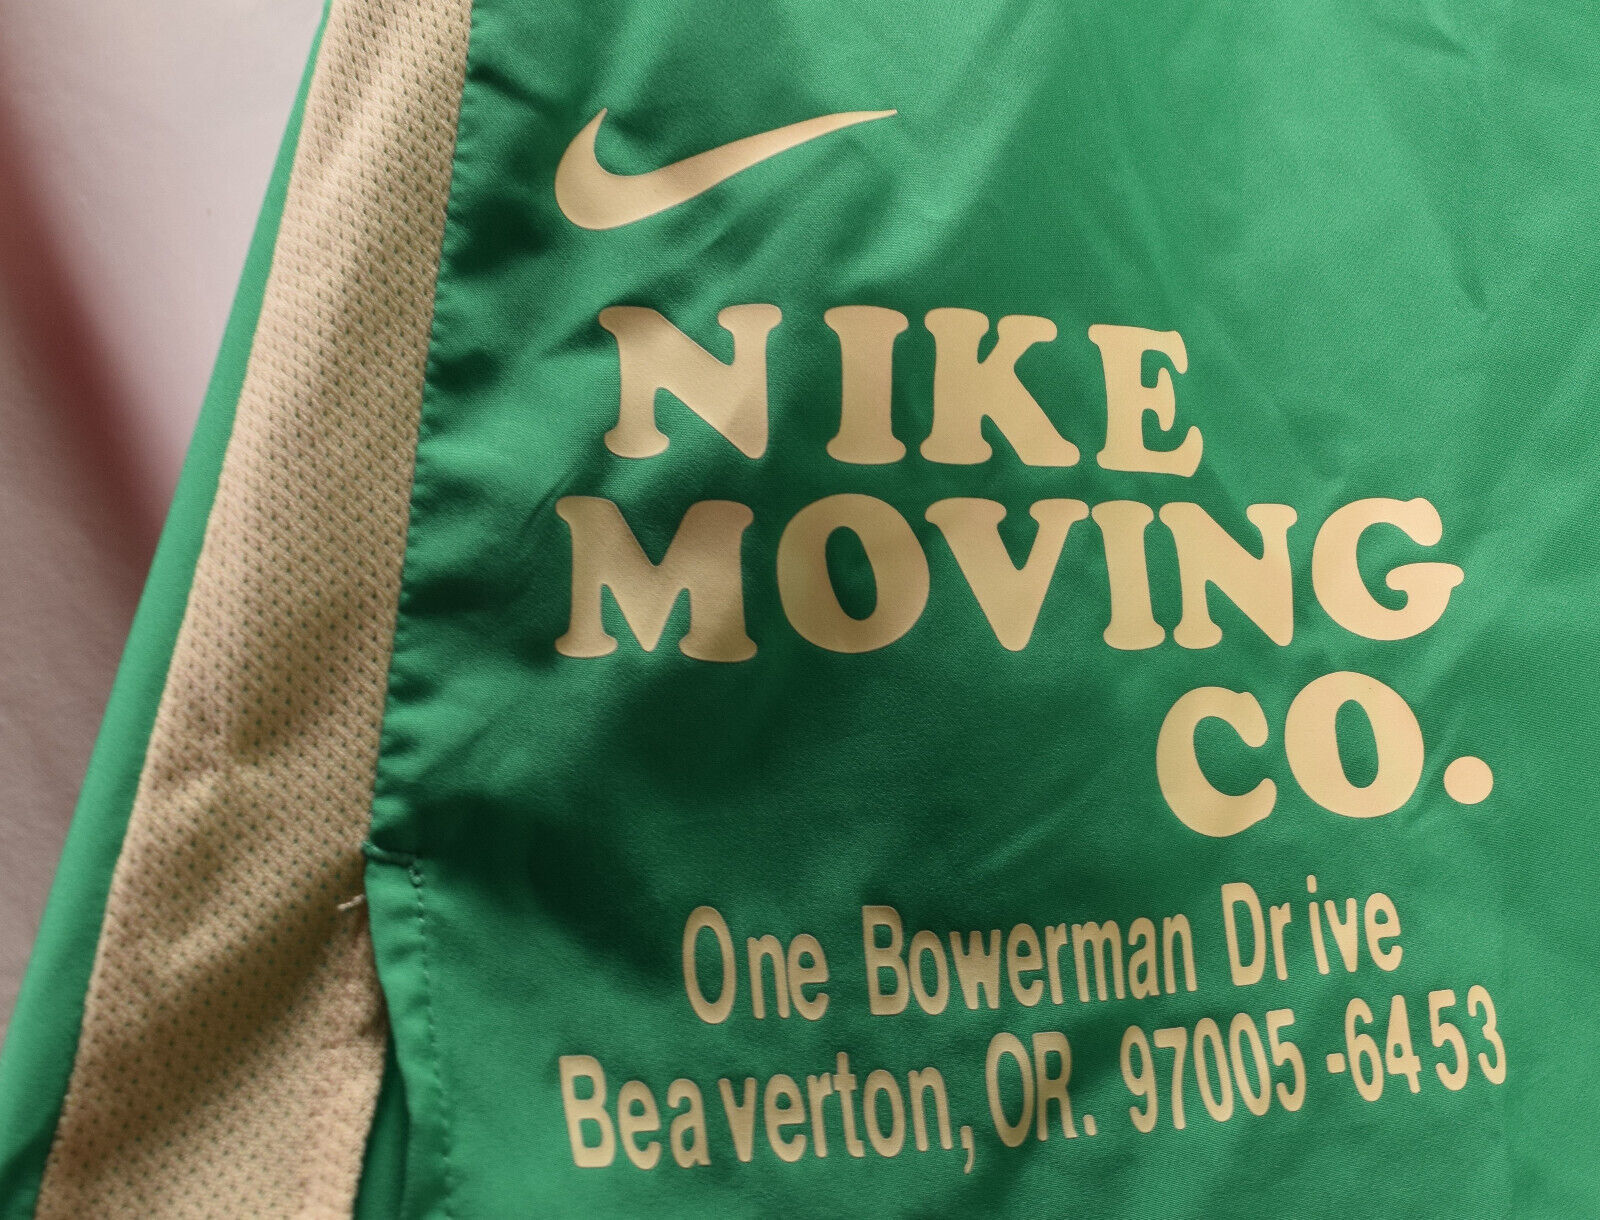 NIKE
MOVING
CO.
One Bowerman Drive
Beaverton, OR. 97005-6453